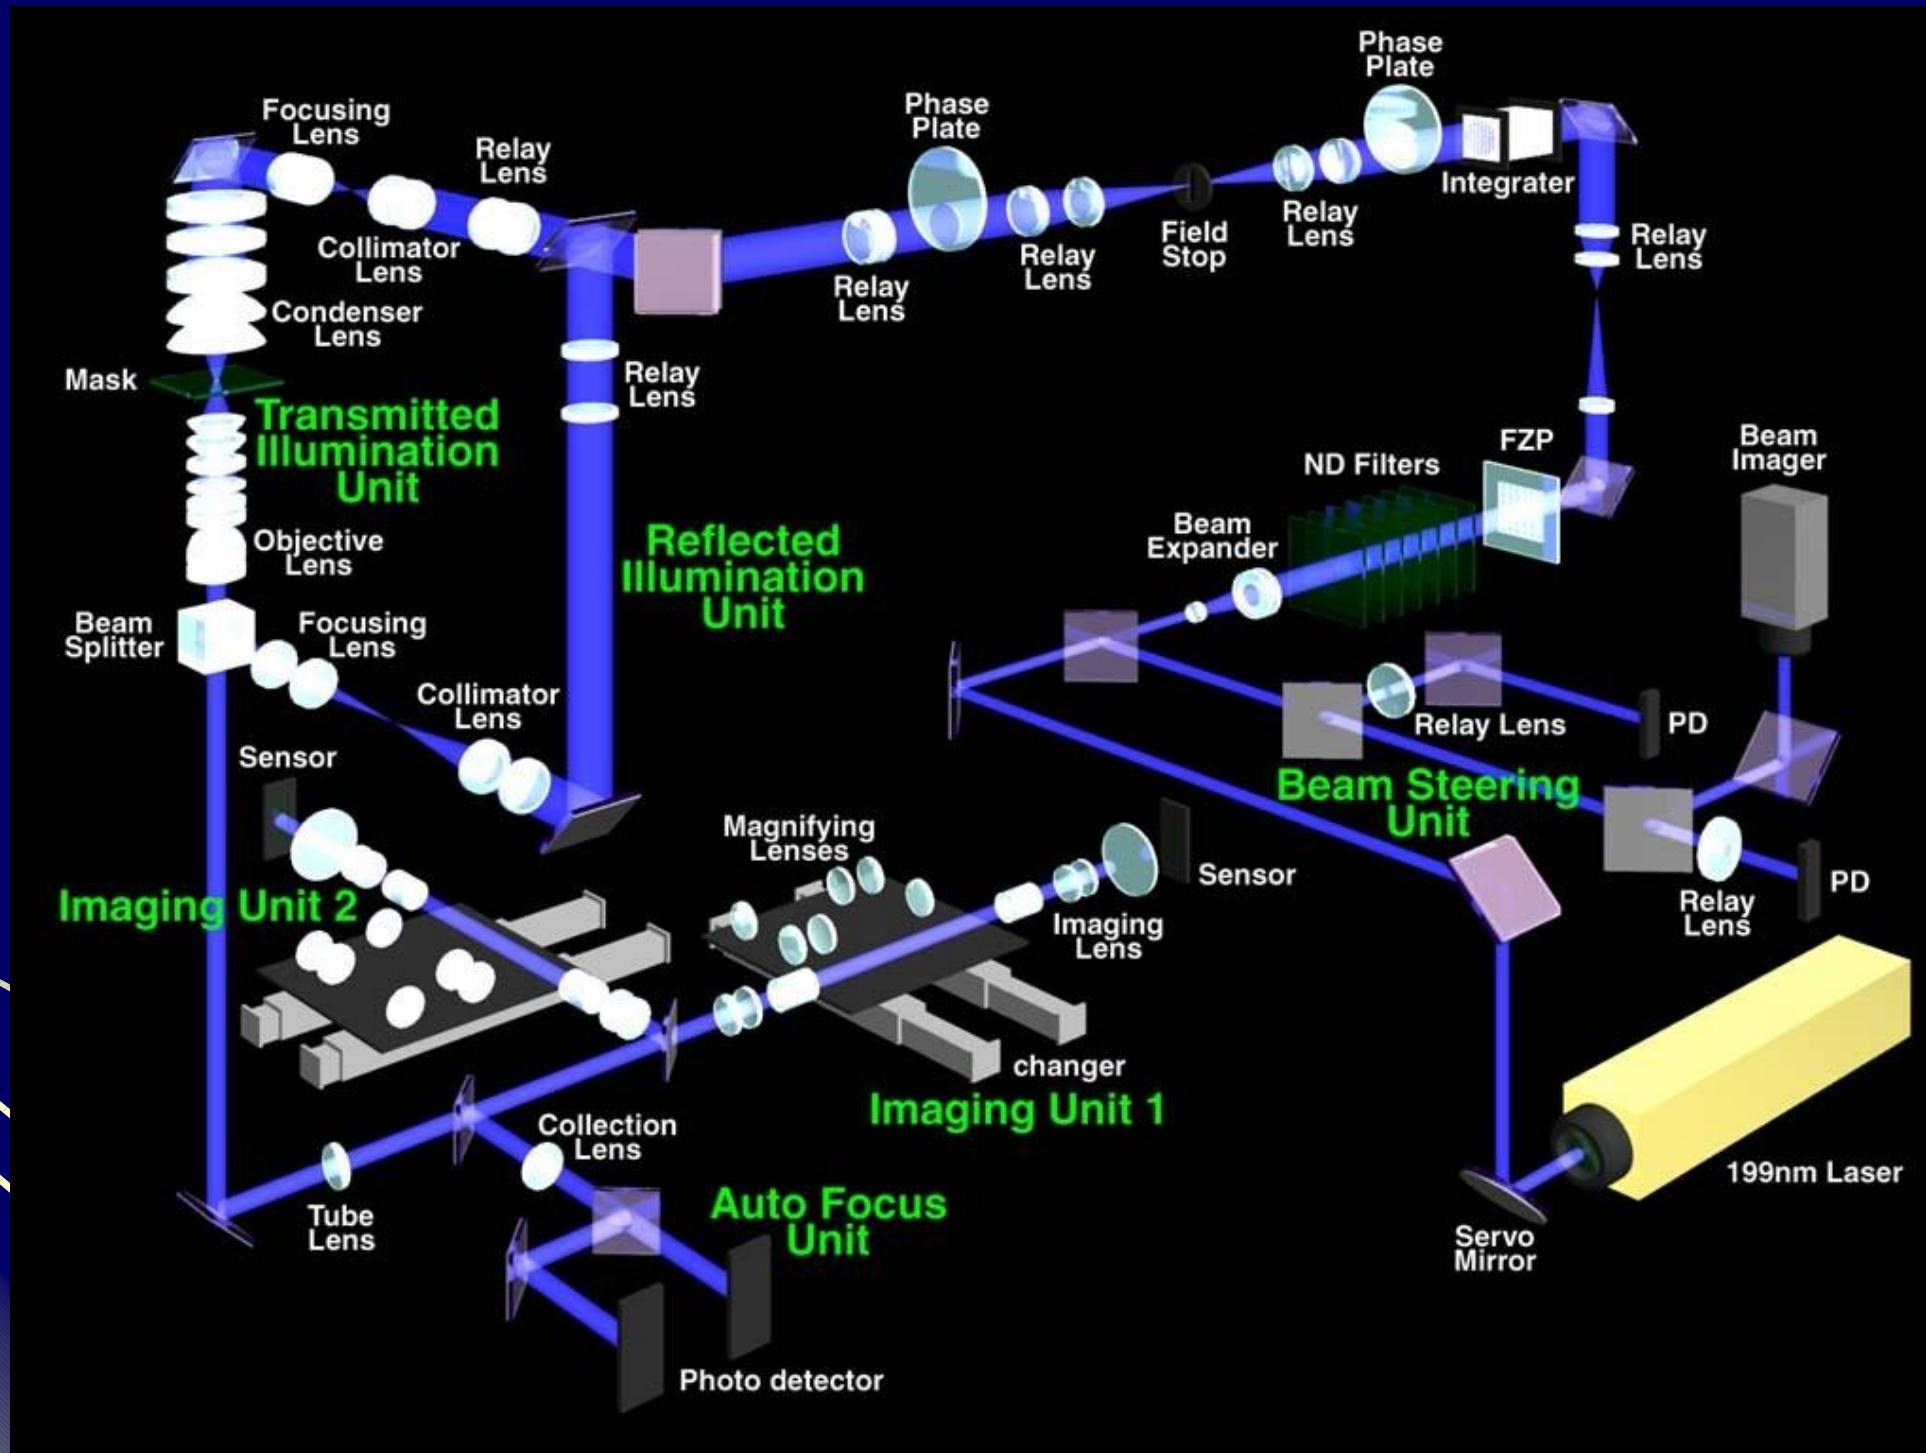 Phase
Plate
Phase
Plate
Focusing
Lens
Relay
Lens
Integrater
Collimator
Lens
Relay
Lens
Field
Stop
Relay
Lens
Relay
Lens
Relay
Lens
Condenser
Lens
Mask
Relay
Lens
Transmitted
Illumination
Unit
FZP
ND Filters
Beam
Imager
Beam
Expander
Objective
Lens
Reflected
Illumination
Unit
Beam
Splitter
Focusing
Lens
Collimator
Lens
Relay Lens
PD
Sensor
Beam Steering
Unit
Magnifying
Lenses
Sensor
PD
Imaging Unit 2
Imaging
Lens
Relay
Lens
changer
Imaging Unit 1
Collection
Lens
199nm Laser
Auto Focus
Unit
Tube
Lens
Servo
Mirror
Photo detector